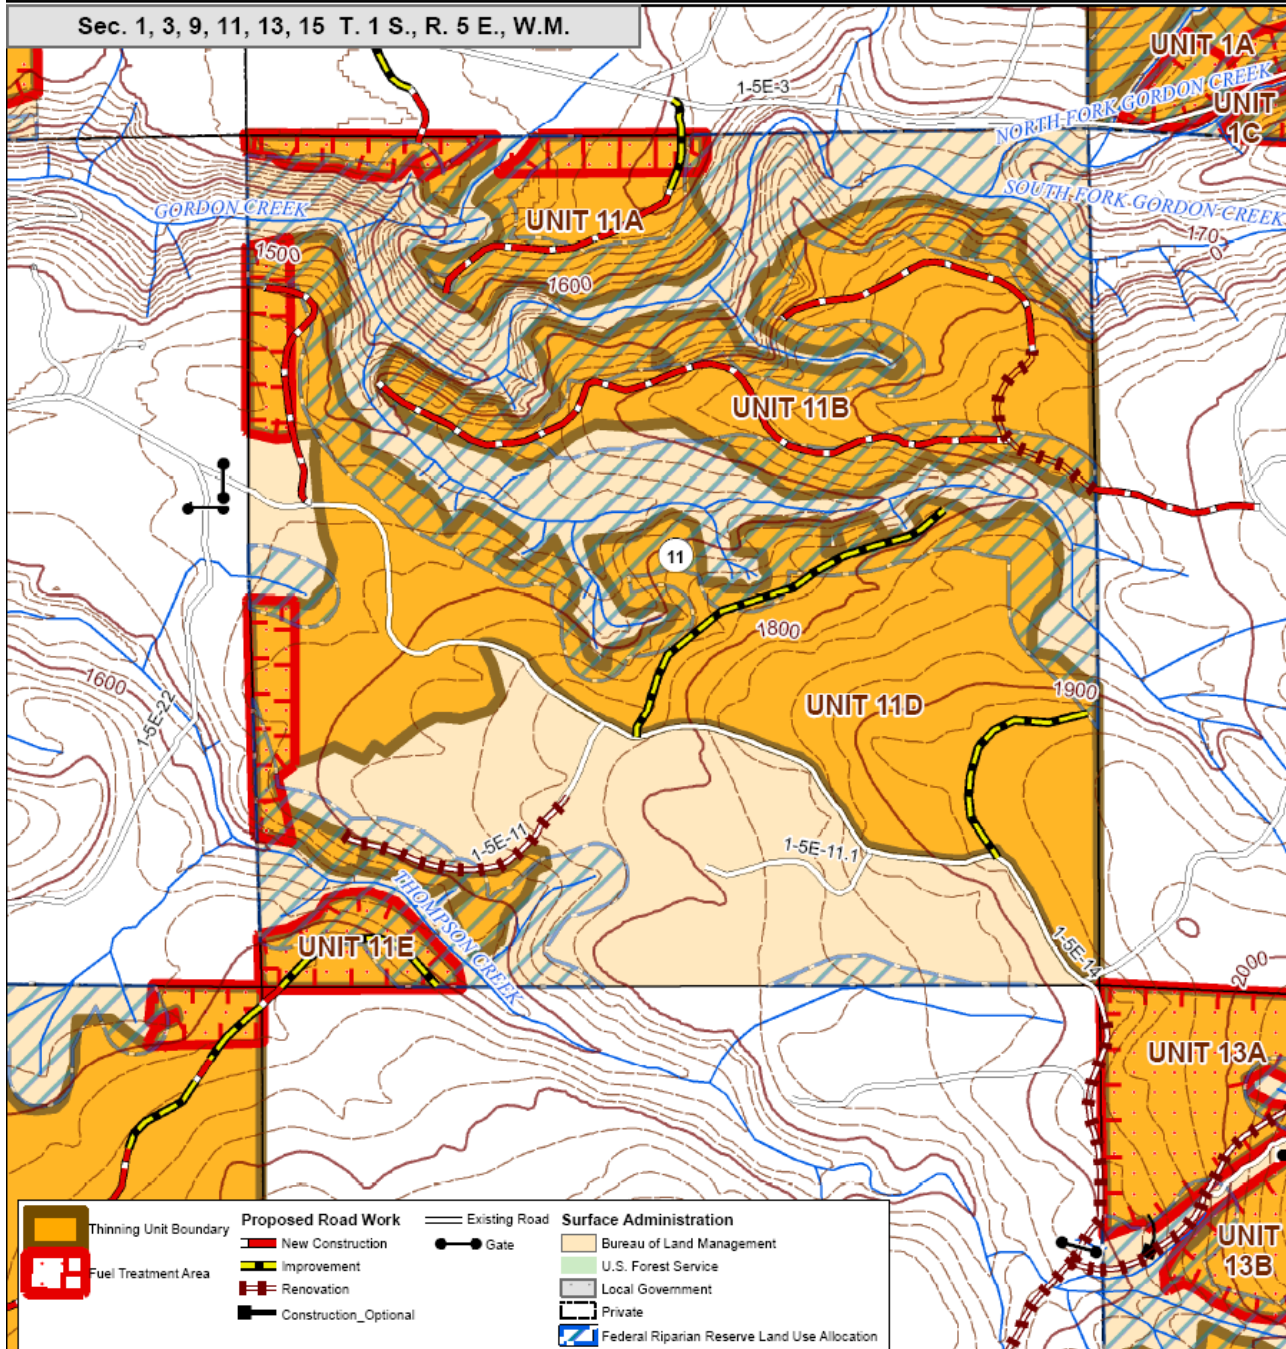 Sec. 1, 3, 9, 11, 13, 15 T. 1 S., R. 5 E., W.M.
UNIT 1A
1-5E-3
NORTH FORK GORDON CREEK
UNIT
1C
SOUTH FORK GORDON CREEK
GORDON CREEK
UNIT 11A
170
0
1500
1600
UNIT 11B
11
1800
1600
1-5E-22
1900
UNIT 11D
1-5E-11
1-5E-11.1
THOMPSON CREEK
UNIT 11E
1-5E-14
2000
UNIT 13A
UNIT
13B
Thinning Unit Boundary
Fuel Treatment Area
Proposed Road Work
New Construction
Improvement
Renovation
Construction_Optional
Existing Road
Gate
Surface Administration
Bureau of Land Management
U.S. Forest Service
Local Government
Private
Federal Riparian Reserve Land Use Allocation